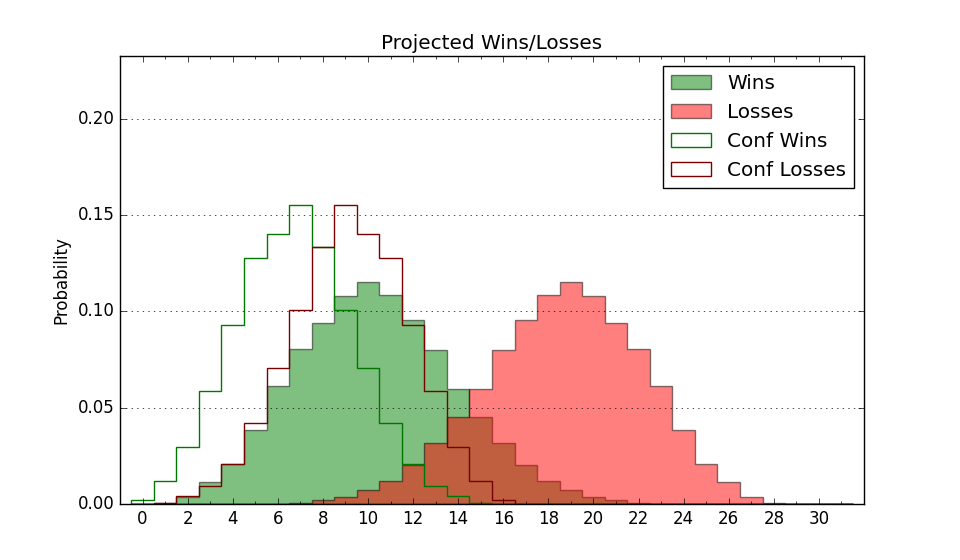 Projected Wins/Losses
Wins
Losses
Conf Wins
Conf Losses
Probability
0.20
0.15
0.10
0.05
0.00
0 2 4 6 8 10 12 14 16 18 20 22 24 26 28 30